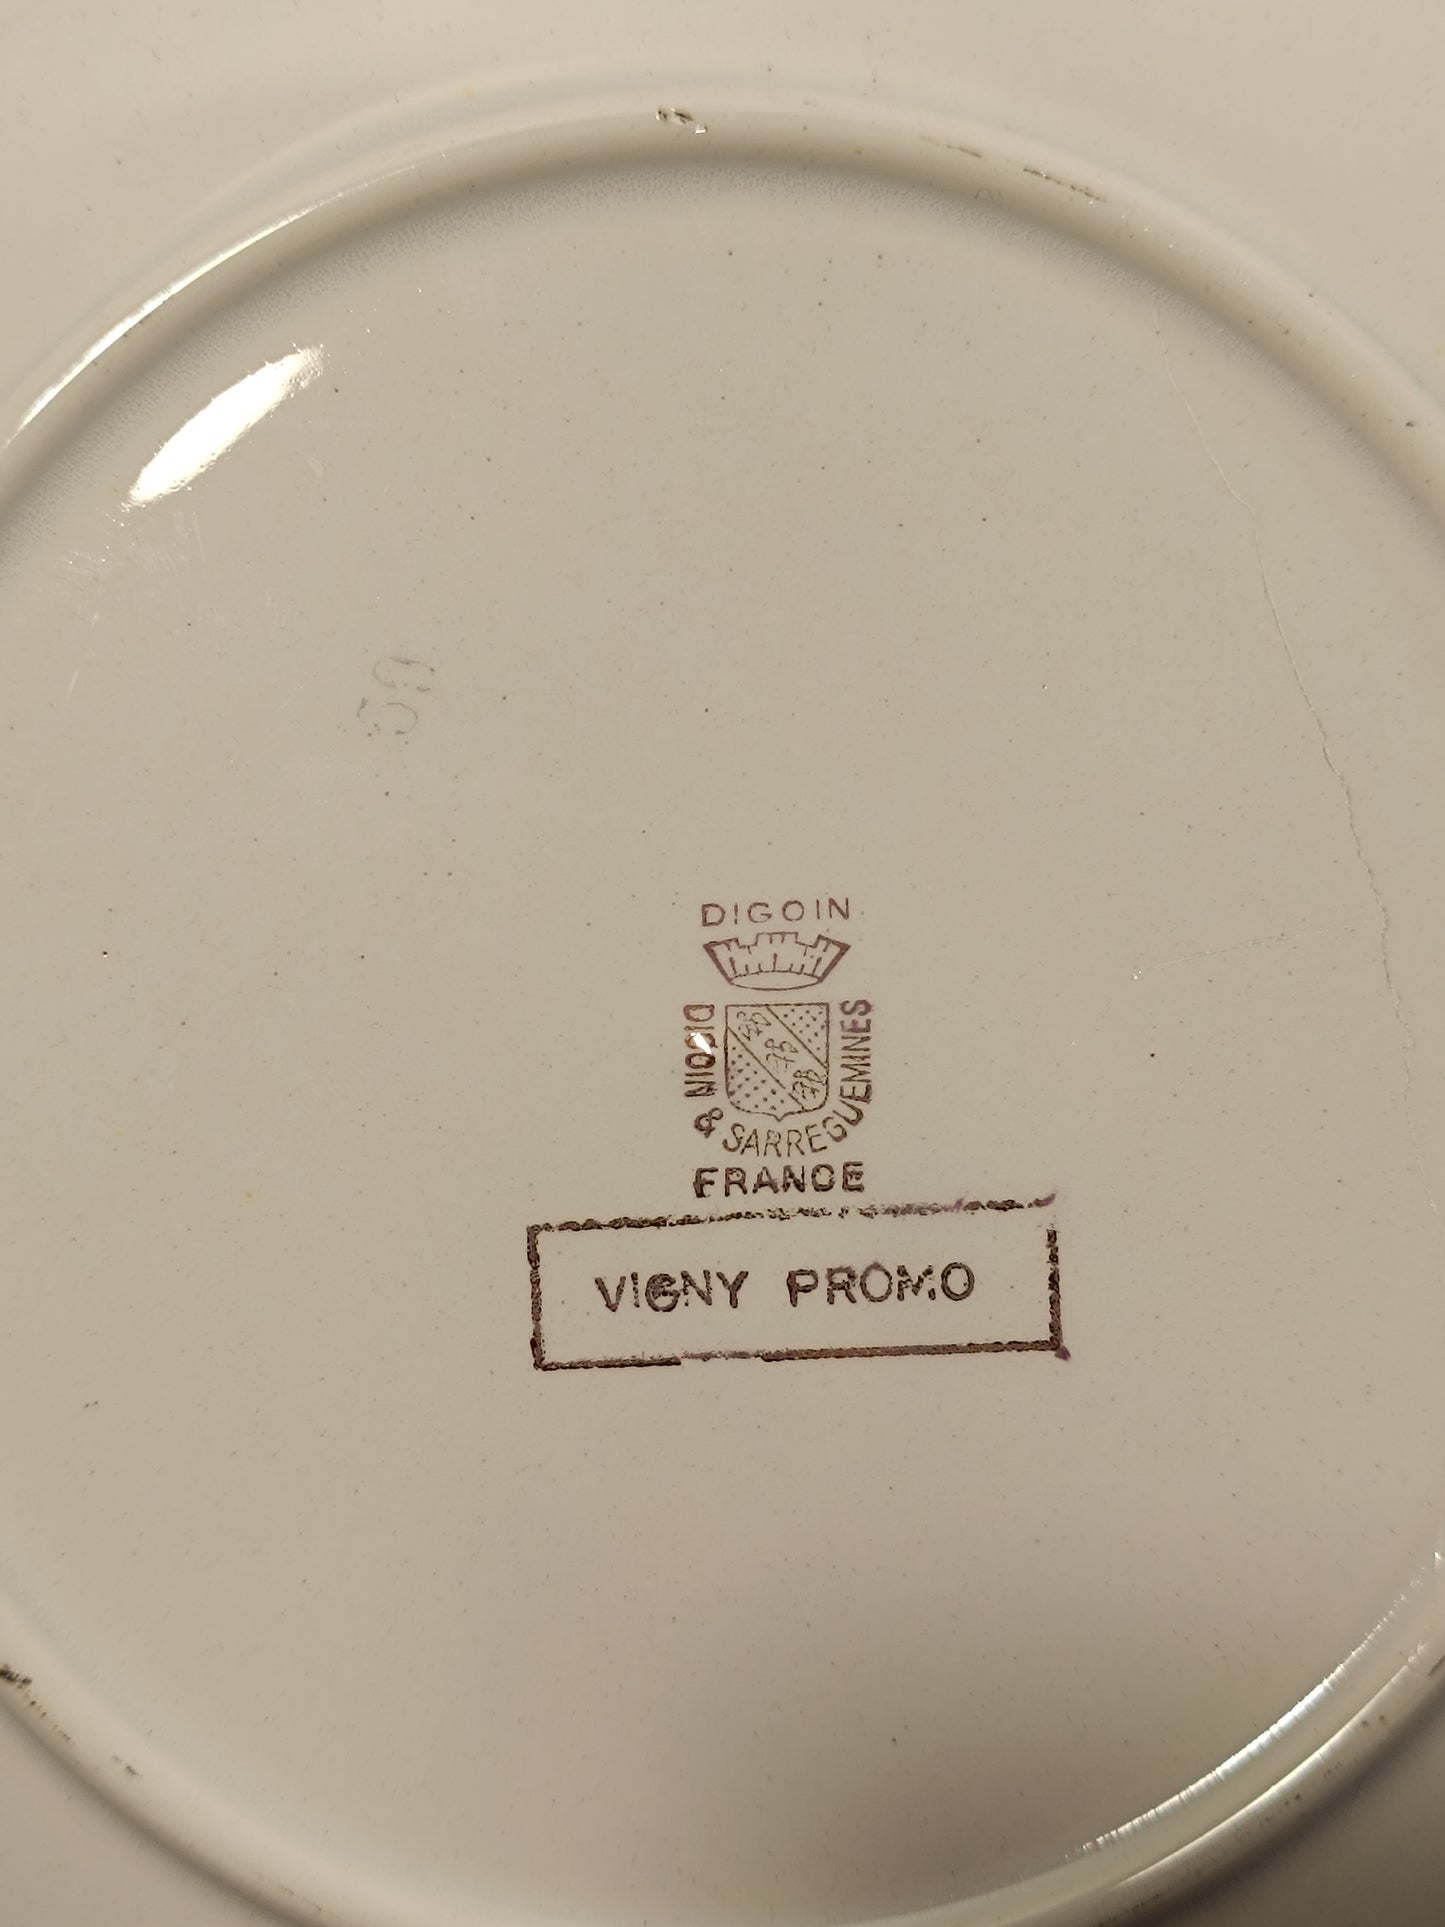 DIGOIN
DIGOIN & SARREGUEMINES
FRANCE
VIGNY PROMO